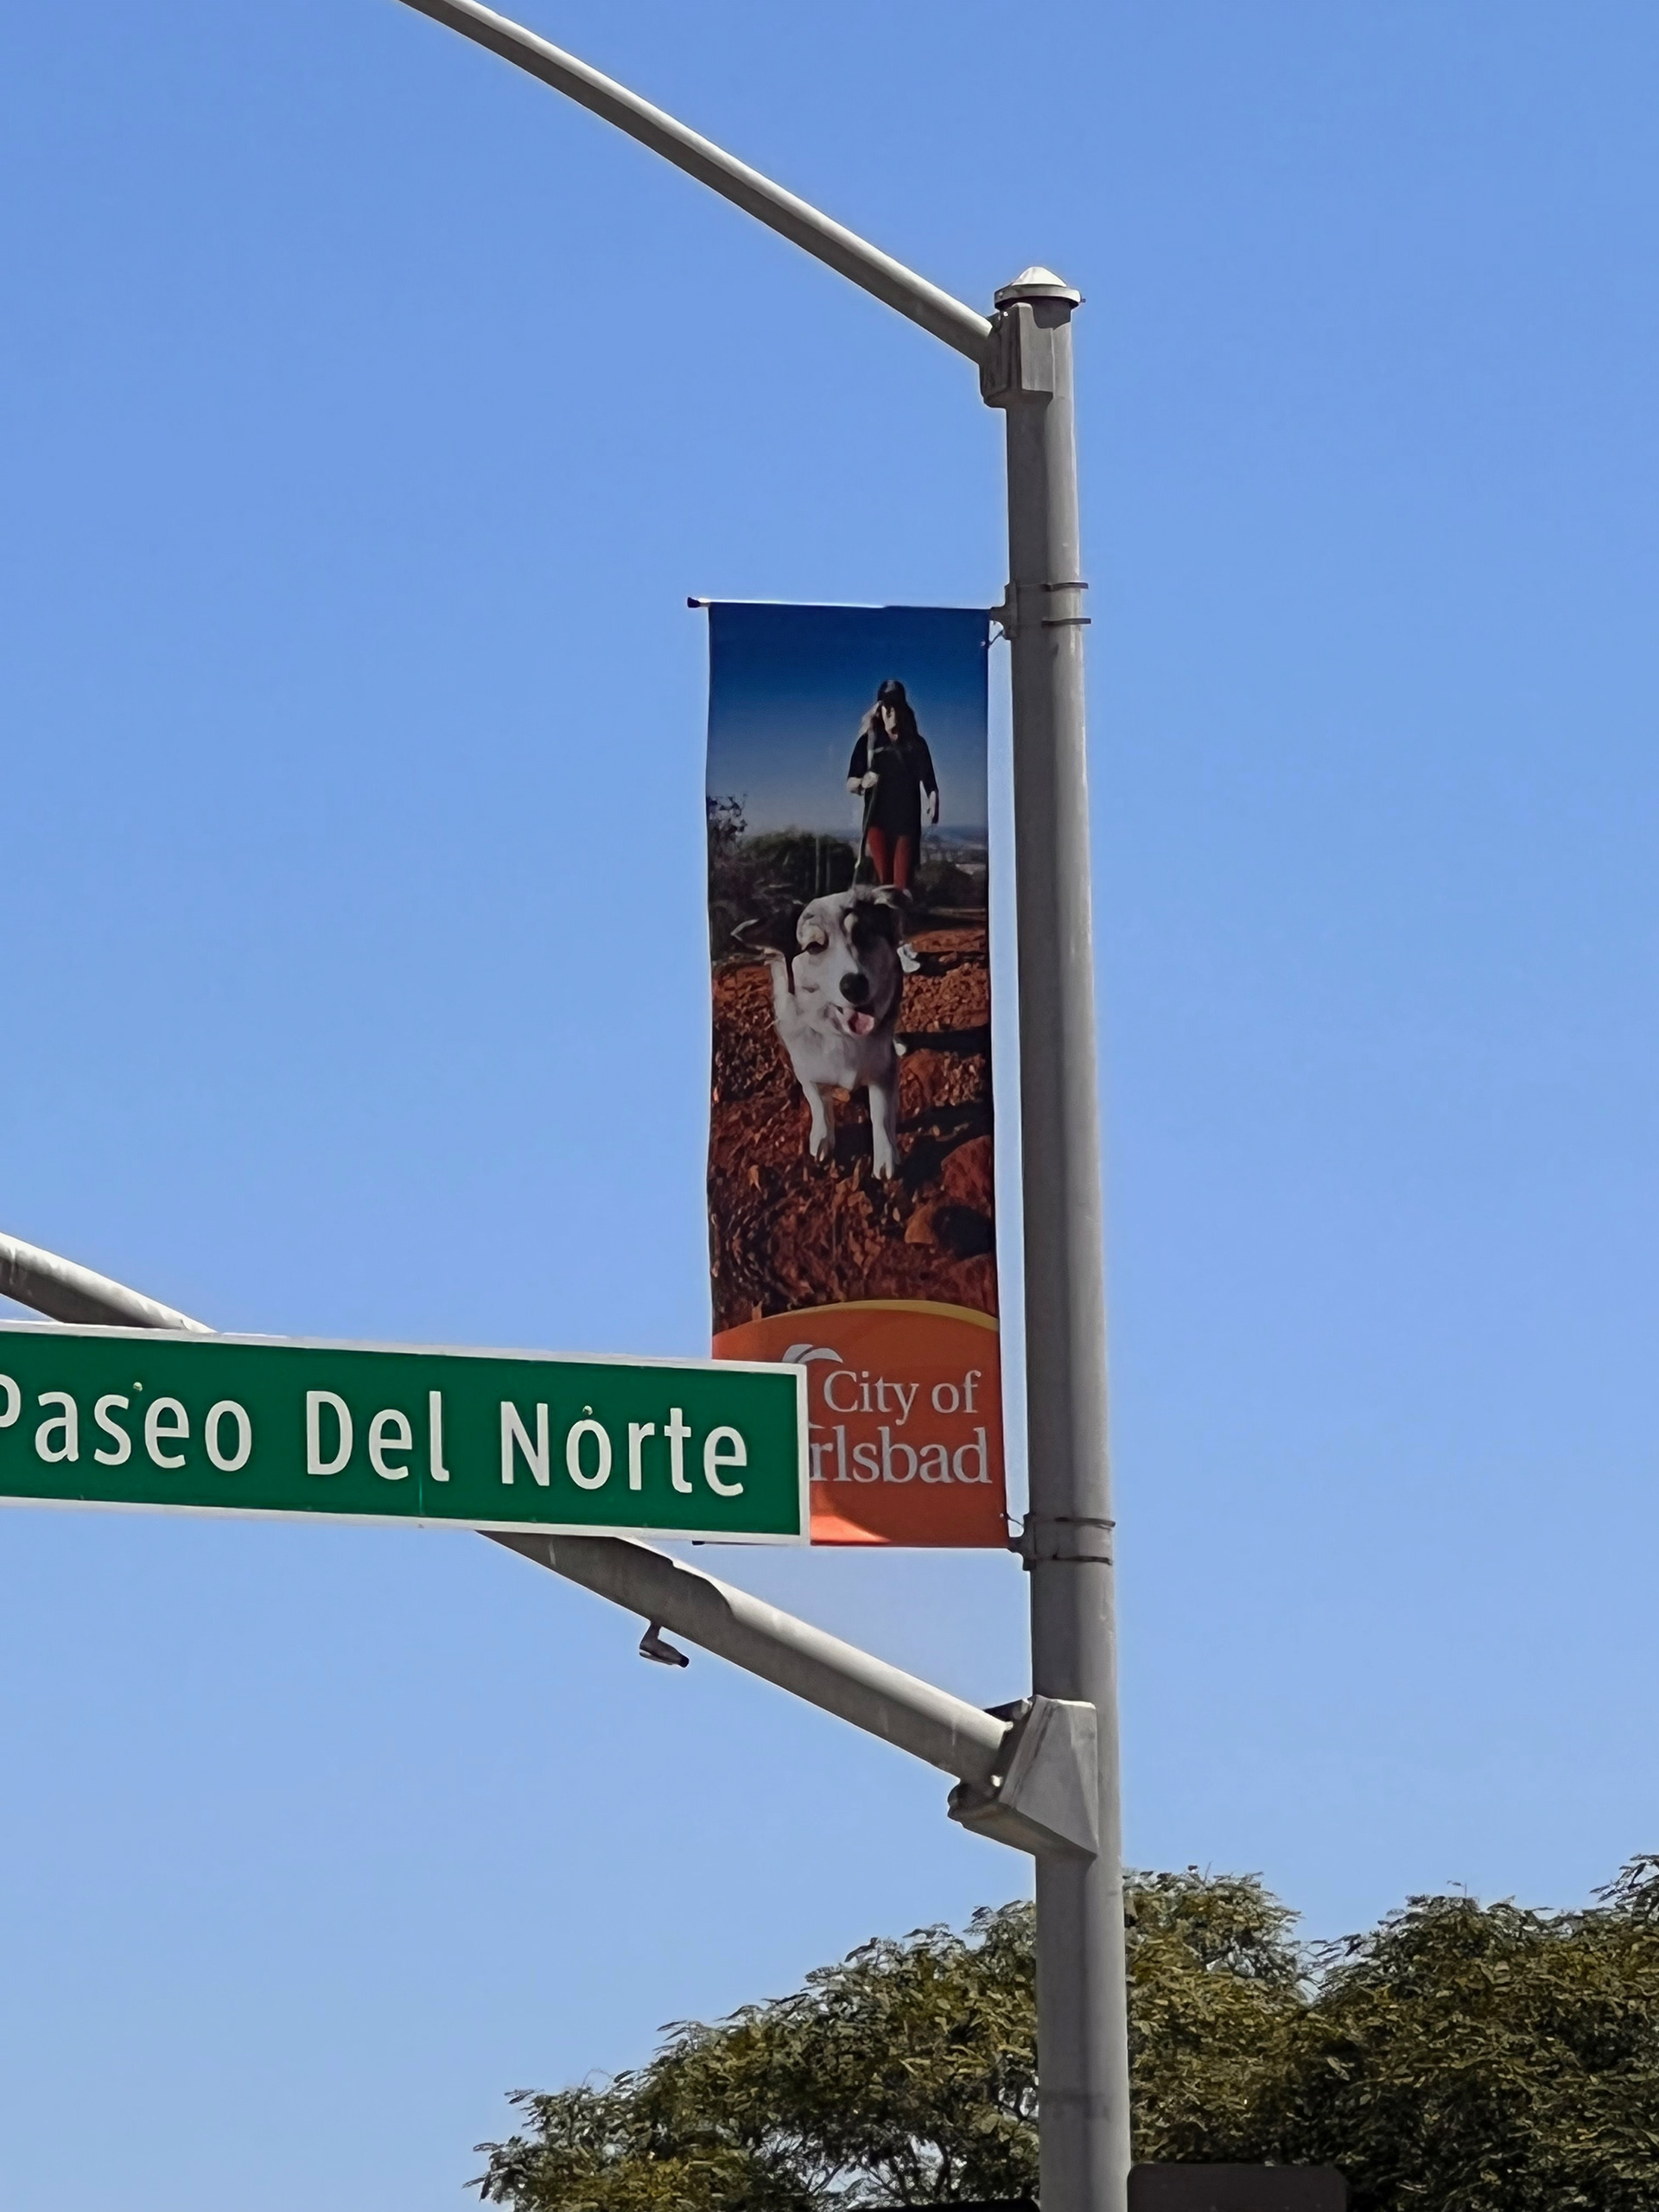 Paseo Del Norte
City of
rlsbad